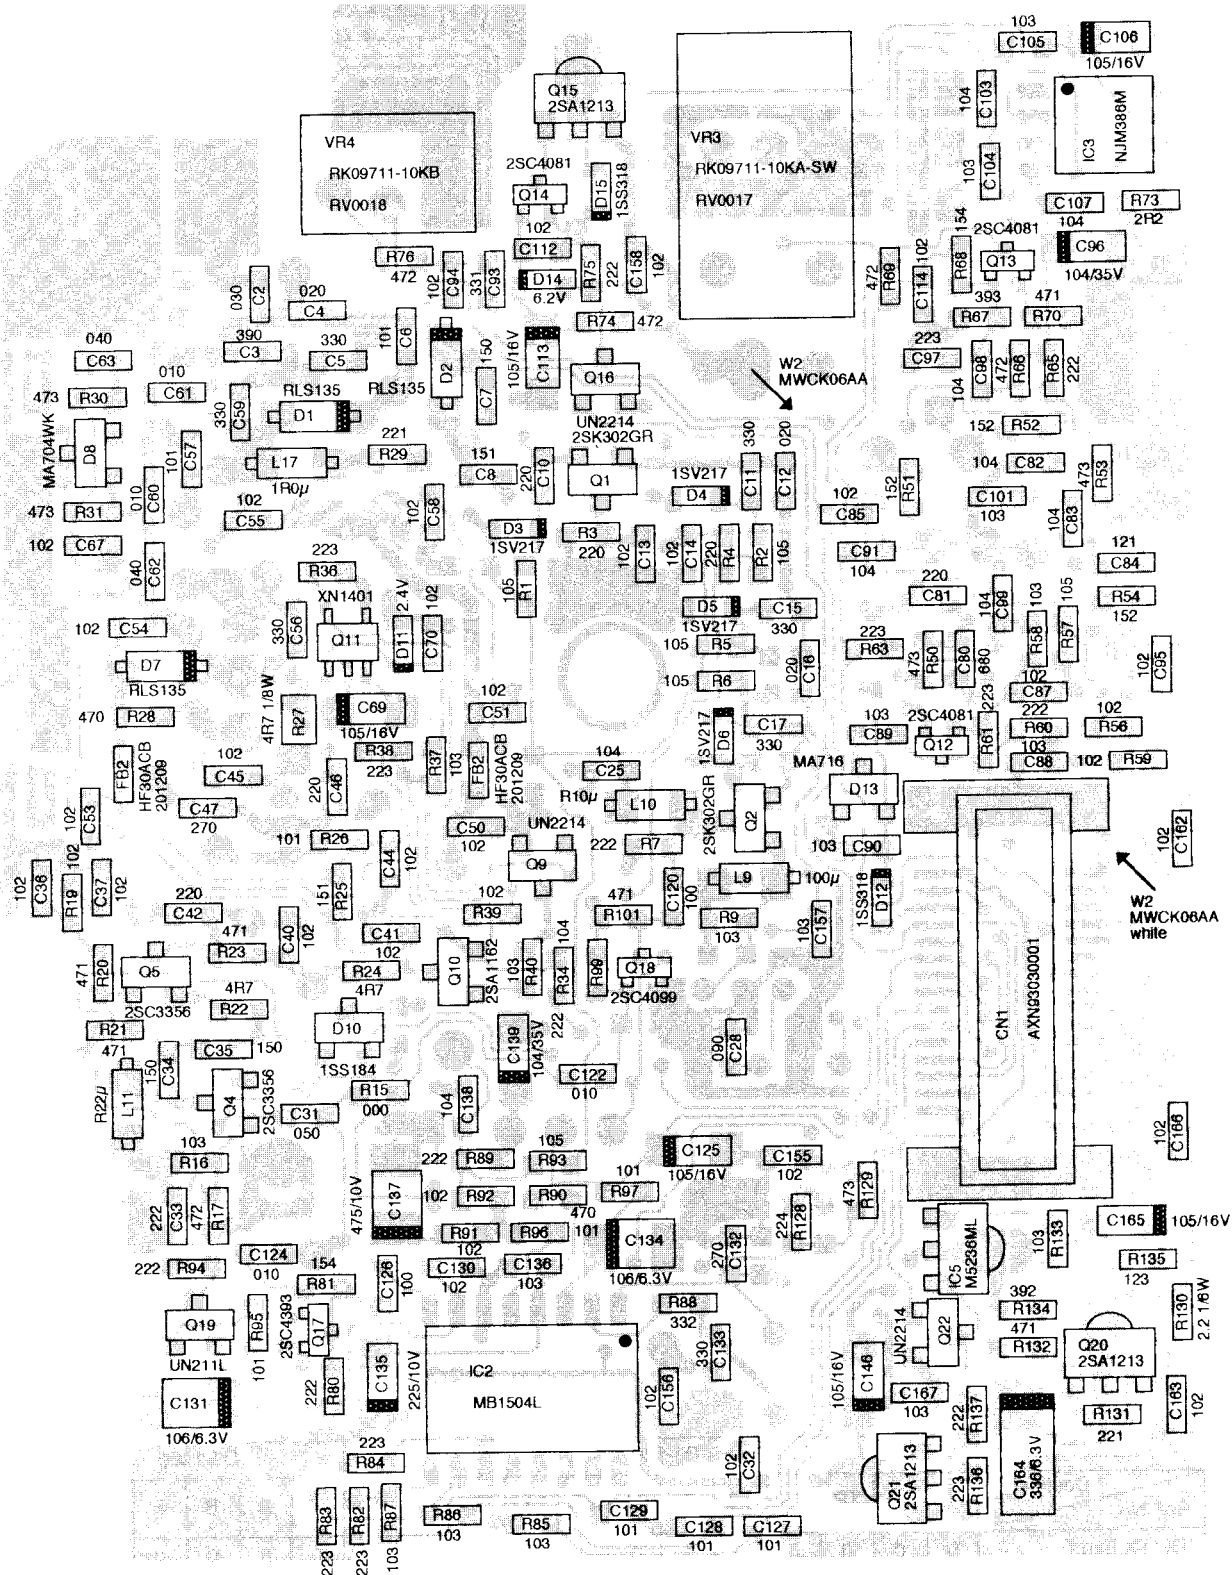 103
C105
C106
105/16V
Q15
2SA1213
104
C103
IC3
NJM386M
VR4
RK09711-10KB
RV0018
VR3
RK09711-10KA-SW
RV0017
2SC4081
Q14
D15
1SS318
103
C104
C107
104
R73
2R2
102
C112
R76
472
102
C94
331
C93
D14
6.2V
R75
222
C158
102
472
R69
C114
102
154
R68
2SC4081
Q13
C96
104/35V
030
C2
020
C4
101
C6
R74
472
393
R67
471
R70
040
C63
390
C3
330
C5
D2
RLS135
150
C7
105/16V
C113
Q16
UN2214
W2
MWCK06AA
223
C97
104
C98
472
R66
R65
222
473
R30
010
C61
330
C59
RLS135
D1
152
R52
MA704WK
D8
101
C57
L17
1R0µ
221
R29
151
C8
220
C10
2SK302GR
Q1
1SV217
D4
330
C11
020
C12
104
C82
473
R53
010
C60
473
R31
102
C55
102
C58
D3
1SV217
R3
220
102
C85
152
R51
C101
103
104
C83
102
C67
040
C62
223
R36
102
C13
102
C14
220
R4
R2
105
C91
104
121
C84
105
R1
XN1401
Q11
330
C56
D11
2.4V
C70
102
D5
1SV217
C15
330
220
C81
104
C99
103
R58
105
R57
R54
152
102
C54
D7
RLS135
105
R5
105
R6
020
C16
223
R63
473
R50
C80
680
102
C87
102
C95
470
R28
4R7 1/8W
R27
C69
105/16V
102
C51
1SV217
D6
C17
330
103
C89
2SC4081
Q12
223
R61
222
R60
102
R56
103
C88
102
R59
FB2
HF30ACB
201209
102
C45
220
C46
R38
223
R37
103
FB2
HF30ACB
201209
104
C25
MA716
D13
102
C53
C47
270
R10µ
L10
2SK302GR
Q2
101
R26
C44
102
C50
102
UN2214
Q9
222
R7
103
C90
102
C162
102
C36
102
R19
C37
102
151
R25
L9
100µ
W2
MWCK06AA
white
220
C42
471
R23
C40
102
C41
102
102
R39
471
R101
C120
100
R9
103
103
C157
1SS318
D12
471
R20
Q5
2SC3356
R24
4R7
Q10
2SA1162
103
R40
104
R34
222
R99
Q18
2SC4099
CN1
AXN9303001
4R7
R22
R21
471
D10
1SS184
C139
104/35V
090
C28
C35
150
150
C34
R22µ
L11
Q4
2SC3356
R15
000
C31
050
104
C138
C122
010
102
C166
103
R16
222
R89
105
R93
C125
105/16V
C155
102
222
C33
472
R17
475/10V
C137
102
R92
R90
470
101
R97
224
R128
473
R129
R91
102
R96
101
C134
106/6.3V
270
C132
IC5
M5236ML
103
R133
C165
105/16V
R135
123
222
R94
C124
010
154
R81
C126
100
C130
102
C136
103
R88
332
392
R134
R130
2.2 1/6W
Q19
UN211L
R95
101
2SC4393
Q17
222
R80
C135
225/10V
IC2
MB1504L
330
C133
102
C156
105/16V
C146
UN2214
Q22
471
R132
Q20
2SA1213
C131
106/6.3V
C167
103
222
R137
C164
336/6.3V
R131
221
C163
102
223
R84
102
C32
Q21
2SA1213
223
R136
R83
223
R82
223
R87
103
R86
103
R85
103
C129
101
C128
101
C127
101